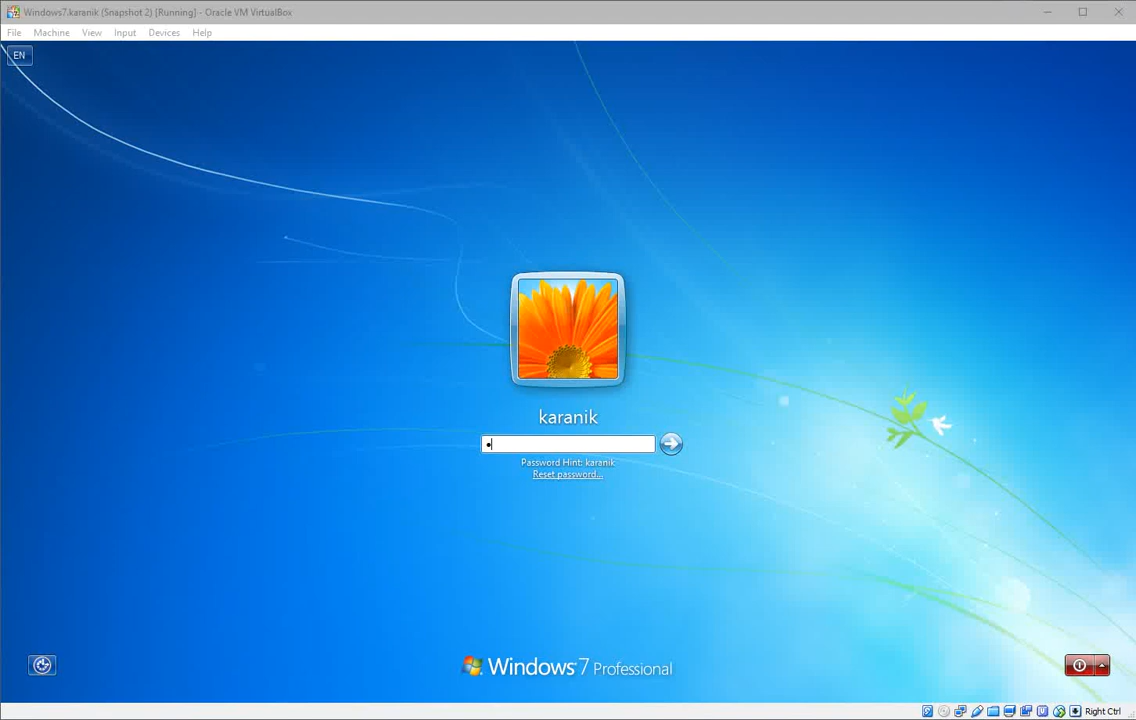 Windows7.karanik (Snapshot 2) [Running] - Oracle VM VirtualBox
File Machine View Input Devices Help
EN
karanik
Password Hint: karanik
Reset password...
Windows 7 Professional
Right Ctrl